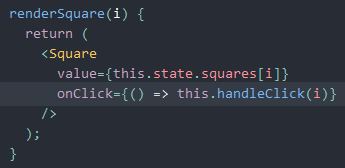 renderSquare(i) {
  return (
    <Square
      value={this.state.squares[i]}
      onClick={() => this.handleClick(i)}
    />
  );
}